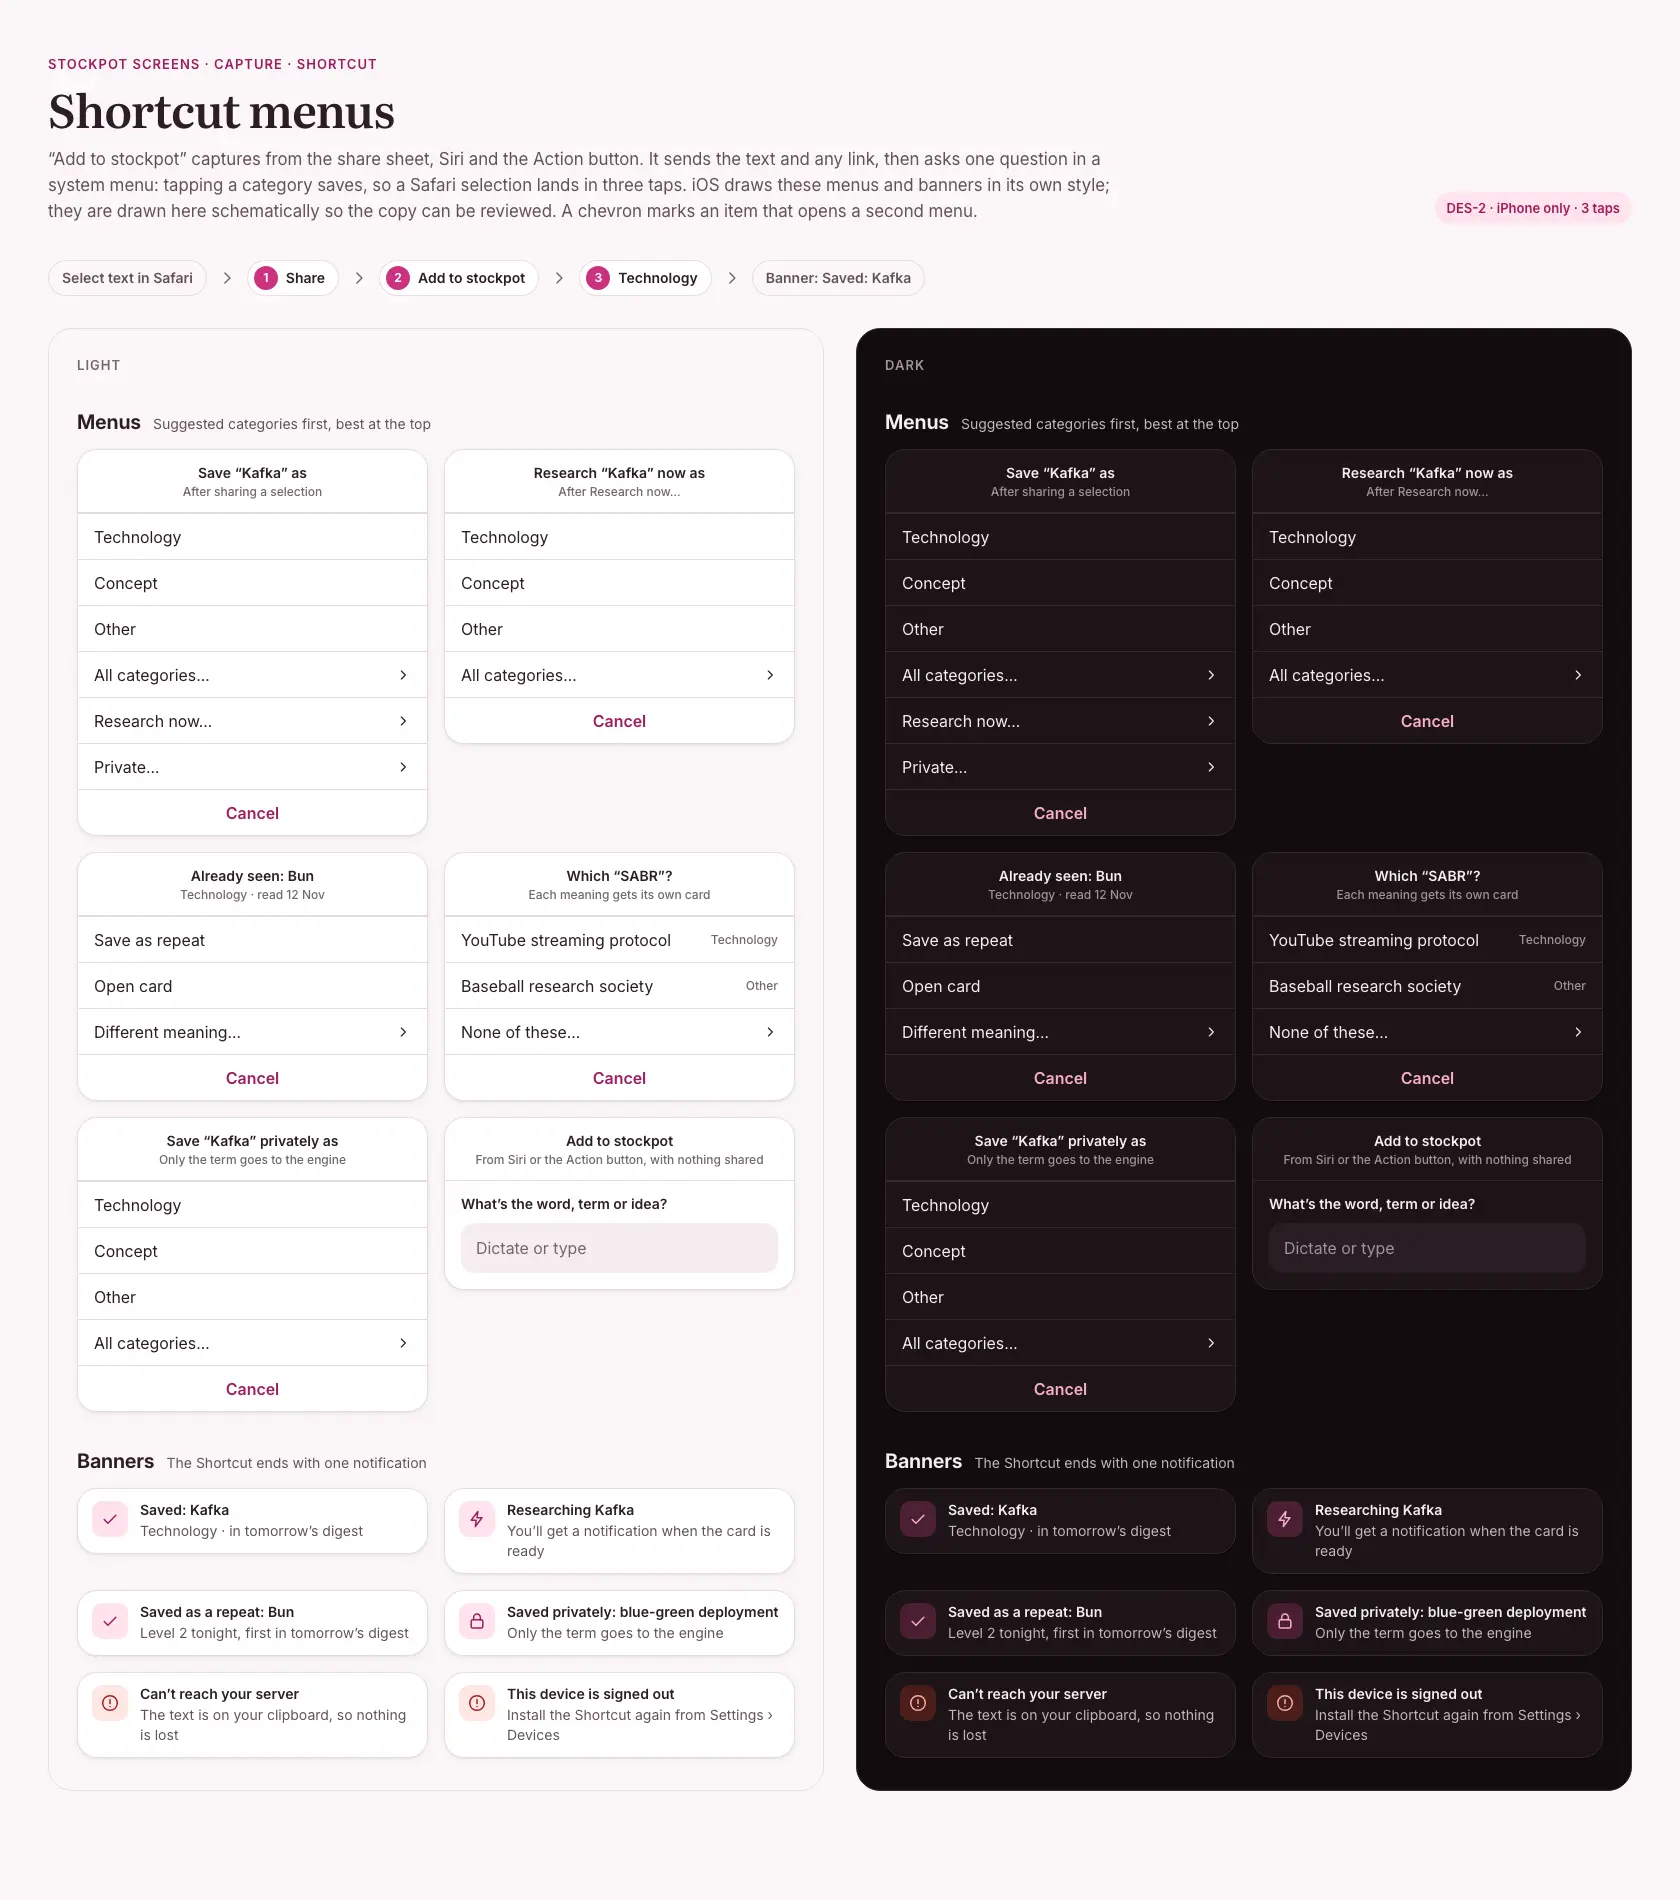 STOCKPOT SCREENS · CAPTURE · SHORTCUT
Shortcut menus
“Add to stockpot” captures from the share sheet, Siri and the Action button. It sends the text and any link, then asks one question in a
system menu: tapping a category saves, so a Safari selection lands in three taps. iOS draws these menus and banners in its own style;
they are drawn here schematically so the copy can be reviewed. A chevron marks an item that opens a second menu.
DES-2 · iPhone only · 3 taps
Select text in Safari
1 Share
2 Add to stockpot
3 Technology
Banner: Saved: Kafka
LIGHT
Menus Suggested categories first, best at the top
Save “Kafka” as
After sharing a selection
Technology
Concept
Other
All categories…
Research now…
Private…
Cancel
Research “Kafka” now as
After Research now…
Technology
Concept
Other
All categories…
Cancel
Already seen: Bun
Technology · read 12 Nov
Save as repeat
Open card
Different meaning…
Cancel
Which “SABR”?
Each meaning gets its own card
YouTube streaming protocol Technology
Baseball research society Other
None of these…
Cancel
Save “Kafka” privately as
Only the term goes to the engine
Technology
Concept
Other
All categories…
Cancel
Add to stockpot
From Siri or the Action button, with nothing shared
What’s the word, term or idea?
Dictate or type
Banners The Shortcut ends with one notification
Saved: Kafka
Technology · in tomorrow’s digest
Researching Kafka
You’ll get a notification when the card is
ready
Saved as a repeat: Bun
Level 2 tonight, first in tomorrow’s digest
Saved privately: blue-green deployment
Only the term goes to the engine
Can’t reach your server
The text is on your clipboard, so nothing
is lost
This device is signed out
Install the Shortcut again from Settings ›
Devices
DARK
Menus Suggested categories first, best at the top
Save “Kafka” as
After sharing a selection
Technology
Concept
Other
All categories…
Research now…
Private…
Cancel
Research “Kafka” now as
After Research now…
Technology
Concept
Other
All categories…
Cancel
Already seen: Bun
Technology · read 12 Nov
Save as repeat
Open card
Different meaning…
Cancel
Which “SABR”?
Each meaning gets its own card
YouTube streaming protocol Technology
Baseball research society Other
None of these…
Cancel
Save “Kafka” privately as
Only the term goes to the engine
Technology
Concept
Other
All categories…
Cancel
Add to stockpot
From Siri or the Action button, with nothing shared
What’s the word, term or idea?
Dictate or type
Banners The Shortcut ends with one notification
Saved: Kafka
Technology · in tomorrow’s digest
Researching Kafka
You’ll get a notification when the card is
ready
Saved as a repeat: Bun
Level 2 tonight, first in tomorrow’s digest
Saved privately: blue-green deployment
Only the term goes to the engine
Can’t reach your server
The text is on your clipboard, so nothing
is lost
This device is signed out
Install the Shortcut again from Settings ›
Devices